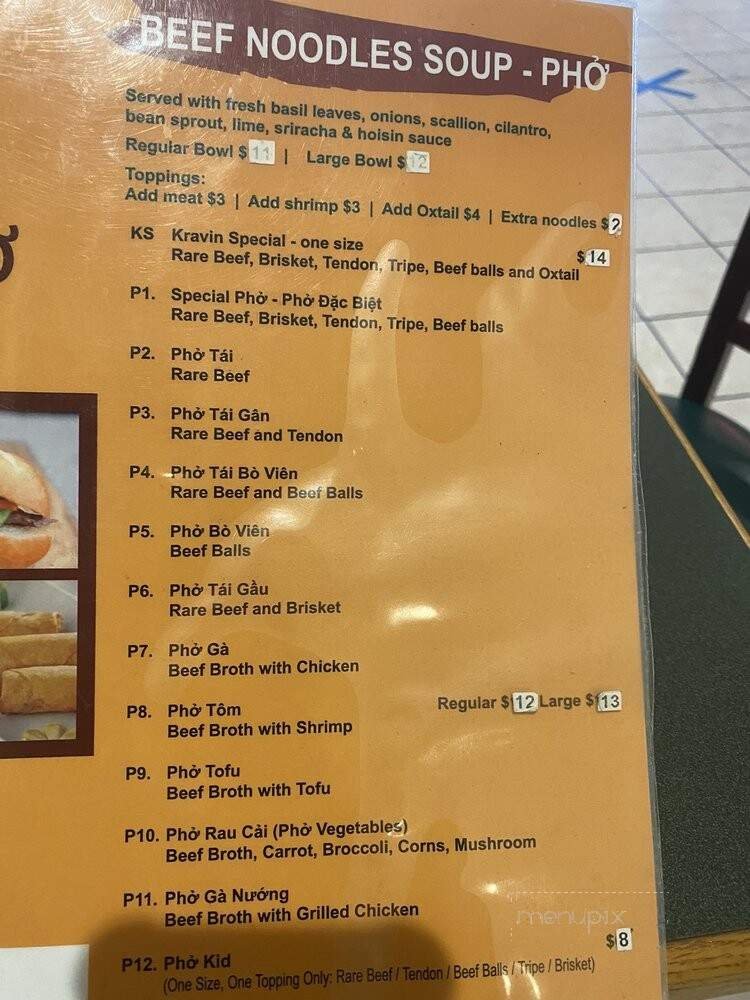 BEEF NOODLES SOUP - PHỞ
Served with fresh basil leaves, onions, scallion, cilantro,
bean sprout, lime, sriracha & hoisin sauce
Regular Bowl $11 | Large Bowl $12
Toppings:
Add meat $3 | Add shrimp $3 | Add Oxtail $4 | Extra noodles $2
KS Kravin Special - one size $14
Rare Beef, Brisket, Tendon, Tripe, Beef balls and Oxtail
P1. Special Phở - Phở Đặc Biệt
Rare Beef, Brisket, Tendon, Tripe, Beef balls
P2. Phở Tái
Rare Beef
P3. Phở Tái Gân
Rare Beef and Tendon
P4. Phở Tái Bò Viên
Rare Beef and Beef Balls
P5. Phở Bò Viên
Beef Balls
P6. Phở Tái Gầu
Rare Beef and Brisket
P7. Phở Gà
Beef Broth with Chicken
P8. Phở Tôm Regular $12 Large $13
Beef Broth with Shrimp
P9. Phở Tofu
Beef Broth with Tofu
P10. Phở Rau Cải (Phở Vegetables)
Beef Broth, Carrot, Broccoli, Corns, Mushroom
P11. Phở Gà Nướng
Beef Broth with Grilled Chicken
menupix
P12. Phở Kid $8
(One Size, One Topping Only: Rare Beef / Tendon / Beef Balls / Tripe / Brisket)